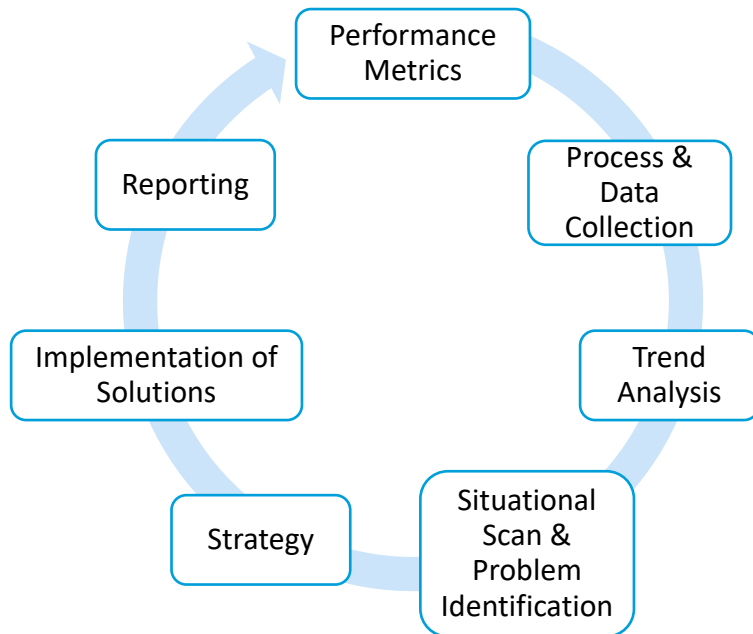 Performance
Metrics
Process &
Data
Collection
Trend
Analysis
Situational
Scan &
Problem
Identification
Strategy
Implementation of
Solutions
Reporting